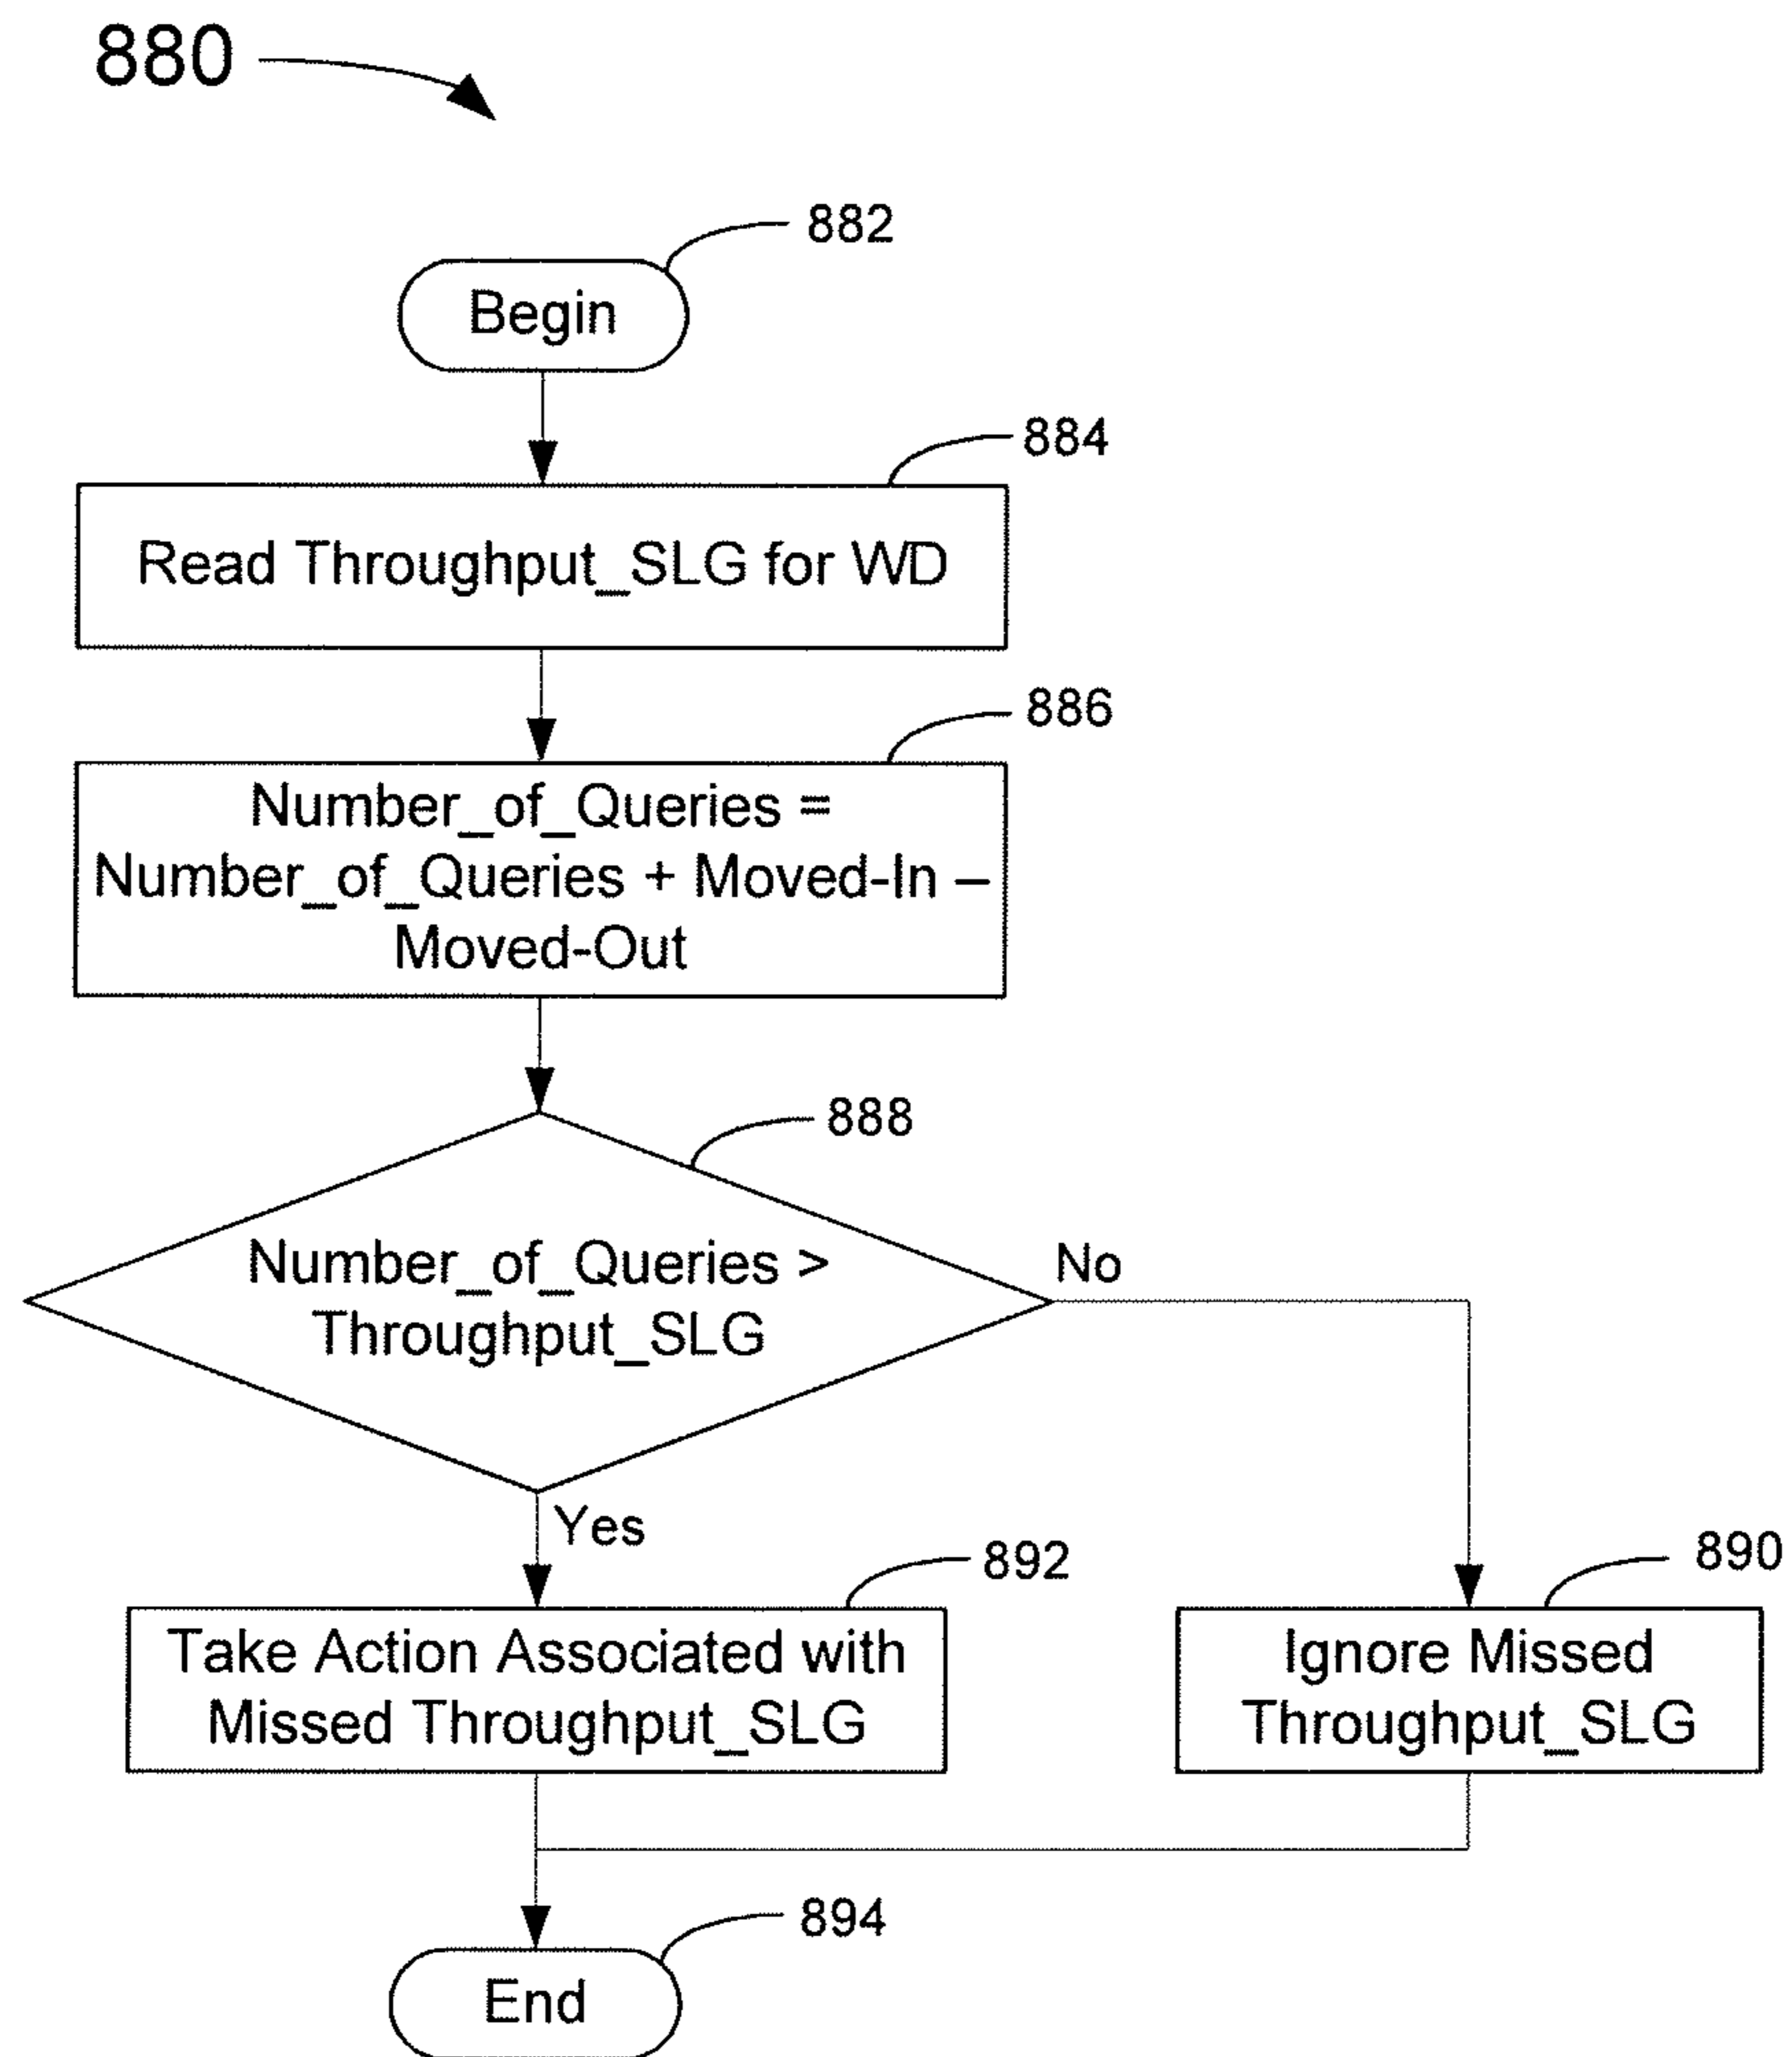 880
882
Begin
884
Read Throughput_SLG for WD
886
Number_of_Queries =
Number_of_Queries + Moved-In –
Moved-Out
888
Number_of_Queries >
Throughput_SLG
No
Yes
892
890
Take Action Associated with
Missed Throughput_SLG
Ignore Missed
Throughput_SLG
894
End